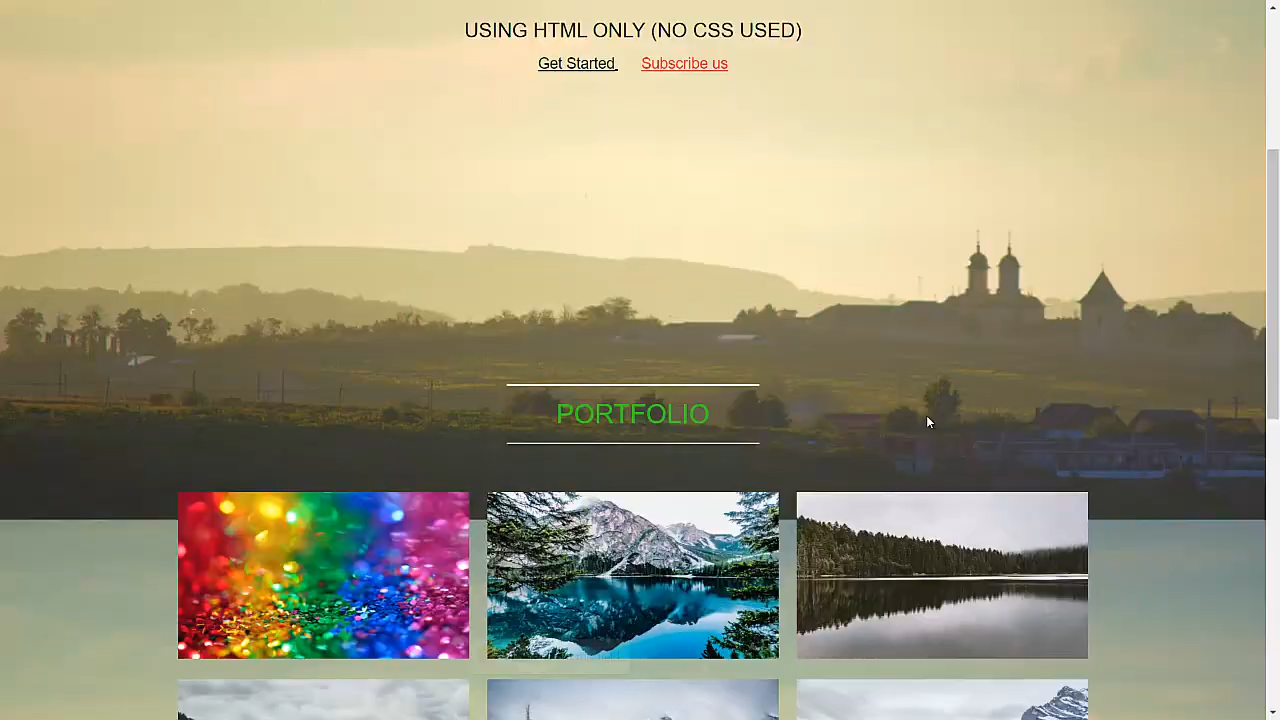 USING HTML ONLY (NO CSS USED)
Get Started  Subscribe us
PORTFOLIO